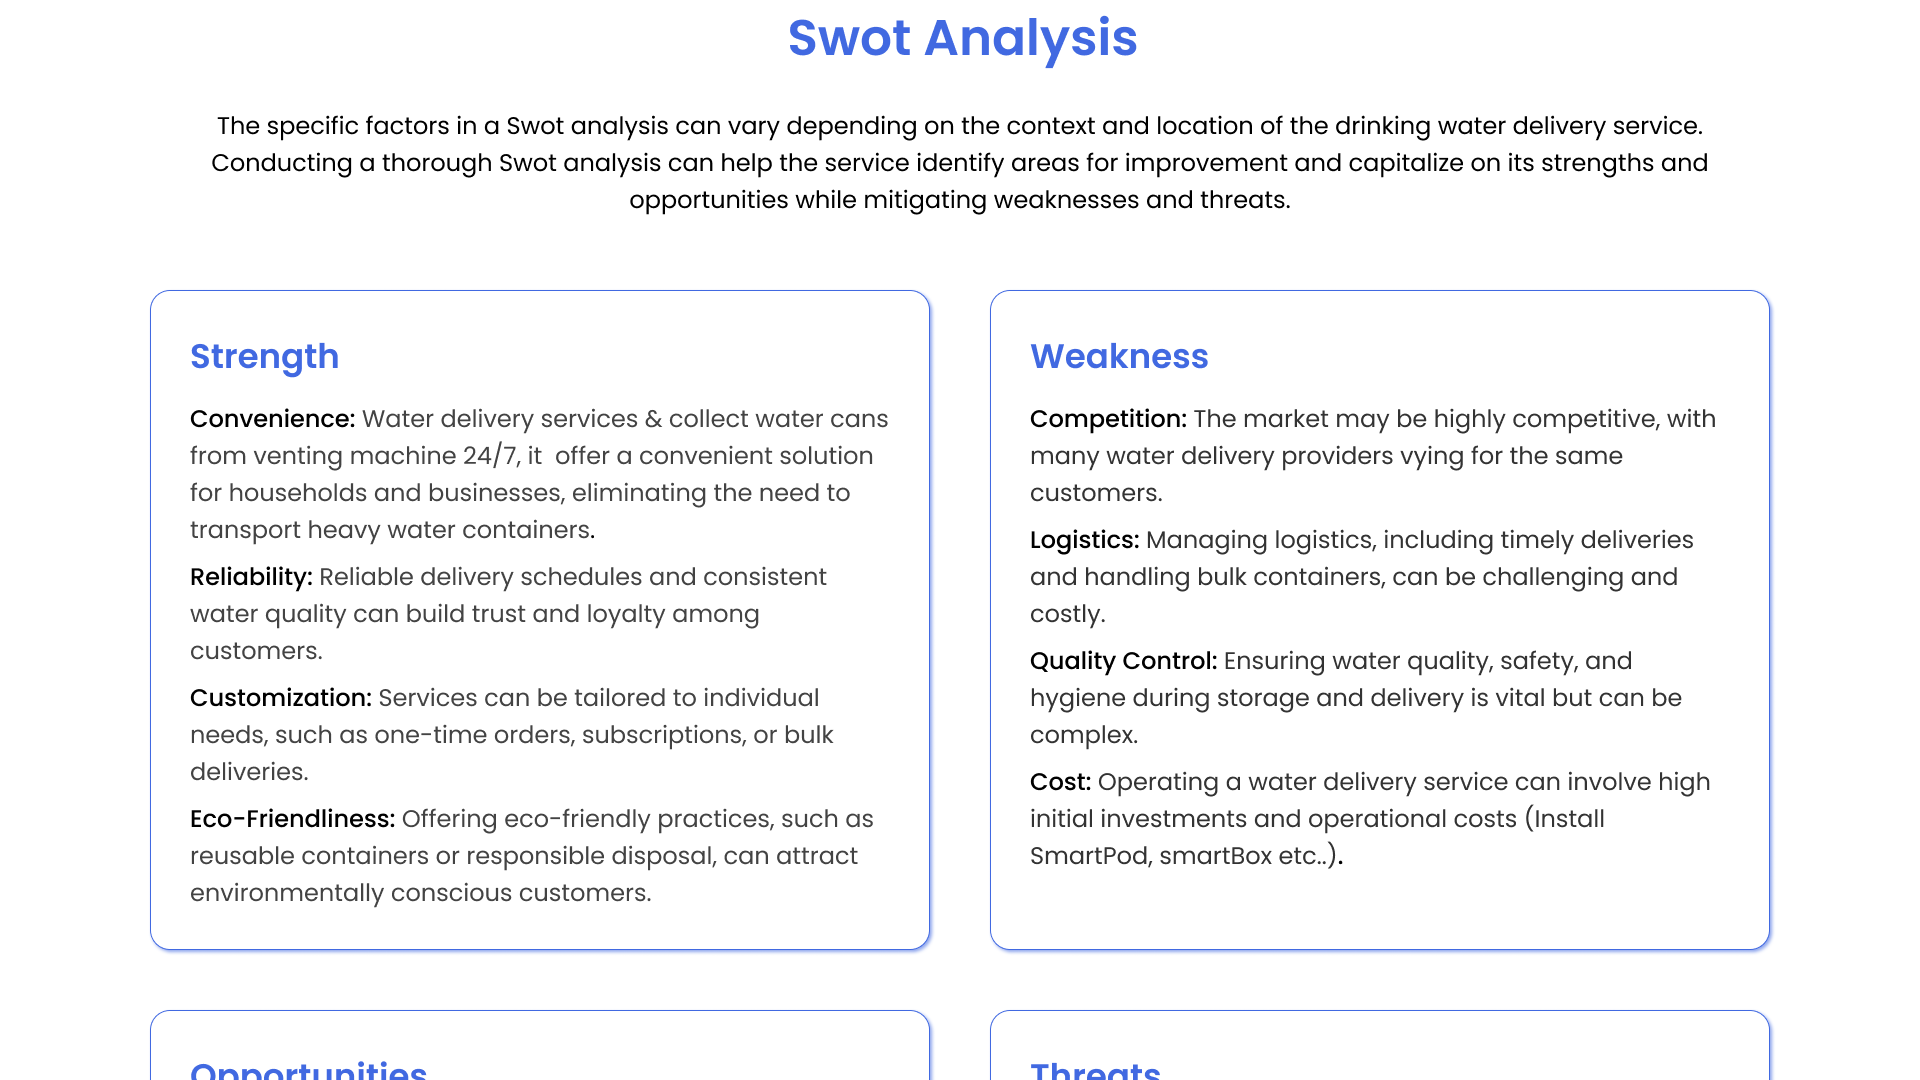 Swot Analysis
The specific factors in a Swot analysis can vary depending on the context and location of the drinking water delivery service.
Conducting a thorough Swot analysis can help the service identify areas for improvement and capitalize on its strengths and
opportunities while mitigating weaknesses and threats.
Strength
Convenience: Water delivery services & collect water cans
from venting machine 24/7, it  offer a convenient solution
for households and businesses, eliminating the need to
transport heavy water containers.
Reliability: Reliable delivery schedules and consistent
water quality can build trust and loyalty among
customers.
Customization: Services can be tailored to individual
needs, such as one-time orders, subscriptions, or bulk
deliveries.
Eco-Friendliness: Offering eco-friendly practices, such as
reusable containers or responsible disposal, can attract
environmentally conscious customers.
Weakness
Competition: The market may be highly competitive, with
many water delivery providers vying for the same
customers.
Logistics: Managing logistics, including timely deliveries
and handling bulk containers, can be challenging and
costly.
Quality Control: Ensuring water quality, safety, and
hygiene during storage and delivery is vital but can be
complex.
Cost: Operating a water delivery service can involve high
initial investments and operational costs (Install
SmartPod, smartBox etc..).
Opportunities
Threats